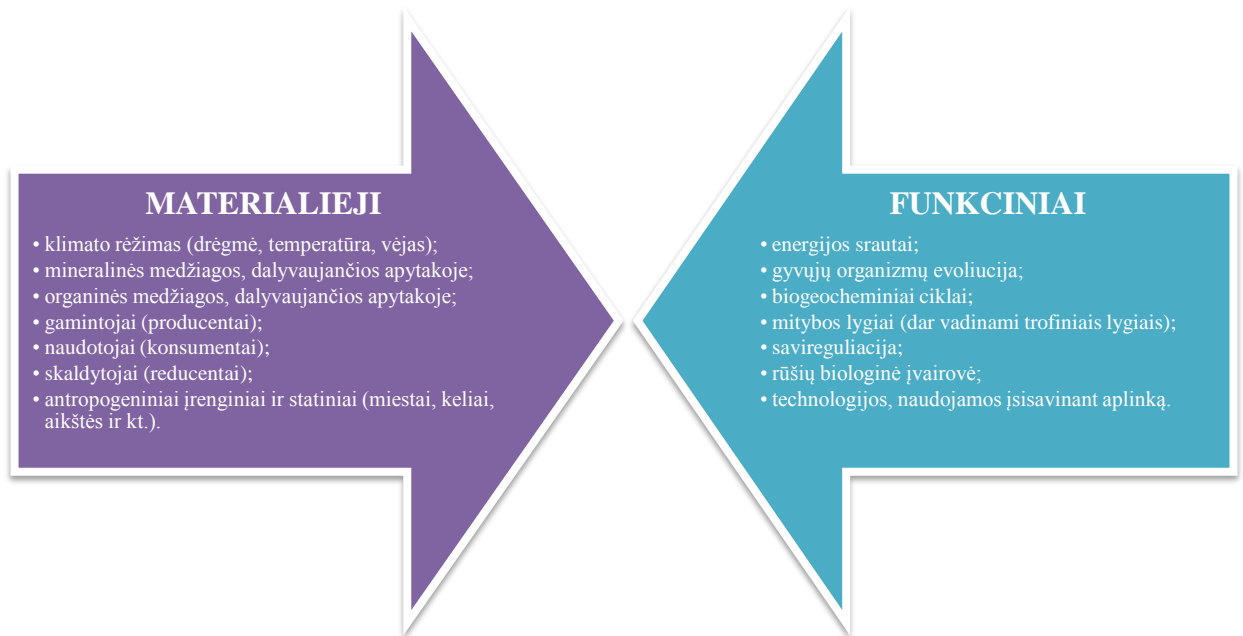 MATERIALIEJI
• klimato rėžimas (drėgmė, temperatūra, vėjas);
• mineralinės medžiagos, dalyvaujančios apytakoje;
• organinės medžiagos, dalyvaujančios apytakoje;
• gamintojai (producentai);
• naudotojai (konsumentai);
• skaldytojai (reducentai);
• antropogeniniai įrenginiai ir statiniai (miestai, keliai,
aikštės ir kt.).
FUNKCINIAI
• energijos srautai;
• gyvųjų organizmų evoliucija;
• biogeocheminiai ciklai;
• mitybos lygiai (dar vadinami trofiniais lygiais);
• savireguliacija;
• rūšių biologinė įvairovė;
• technologijos, naudojamos įsisavinant aplinką.